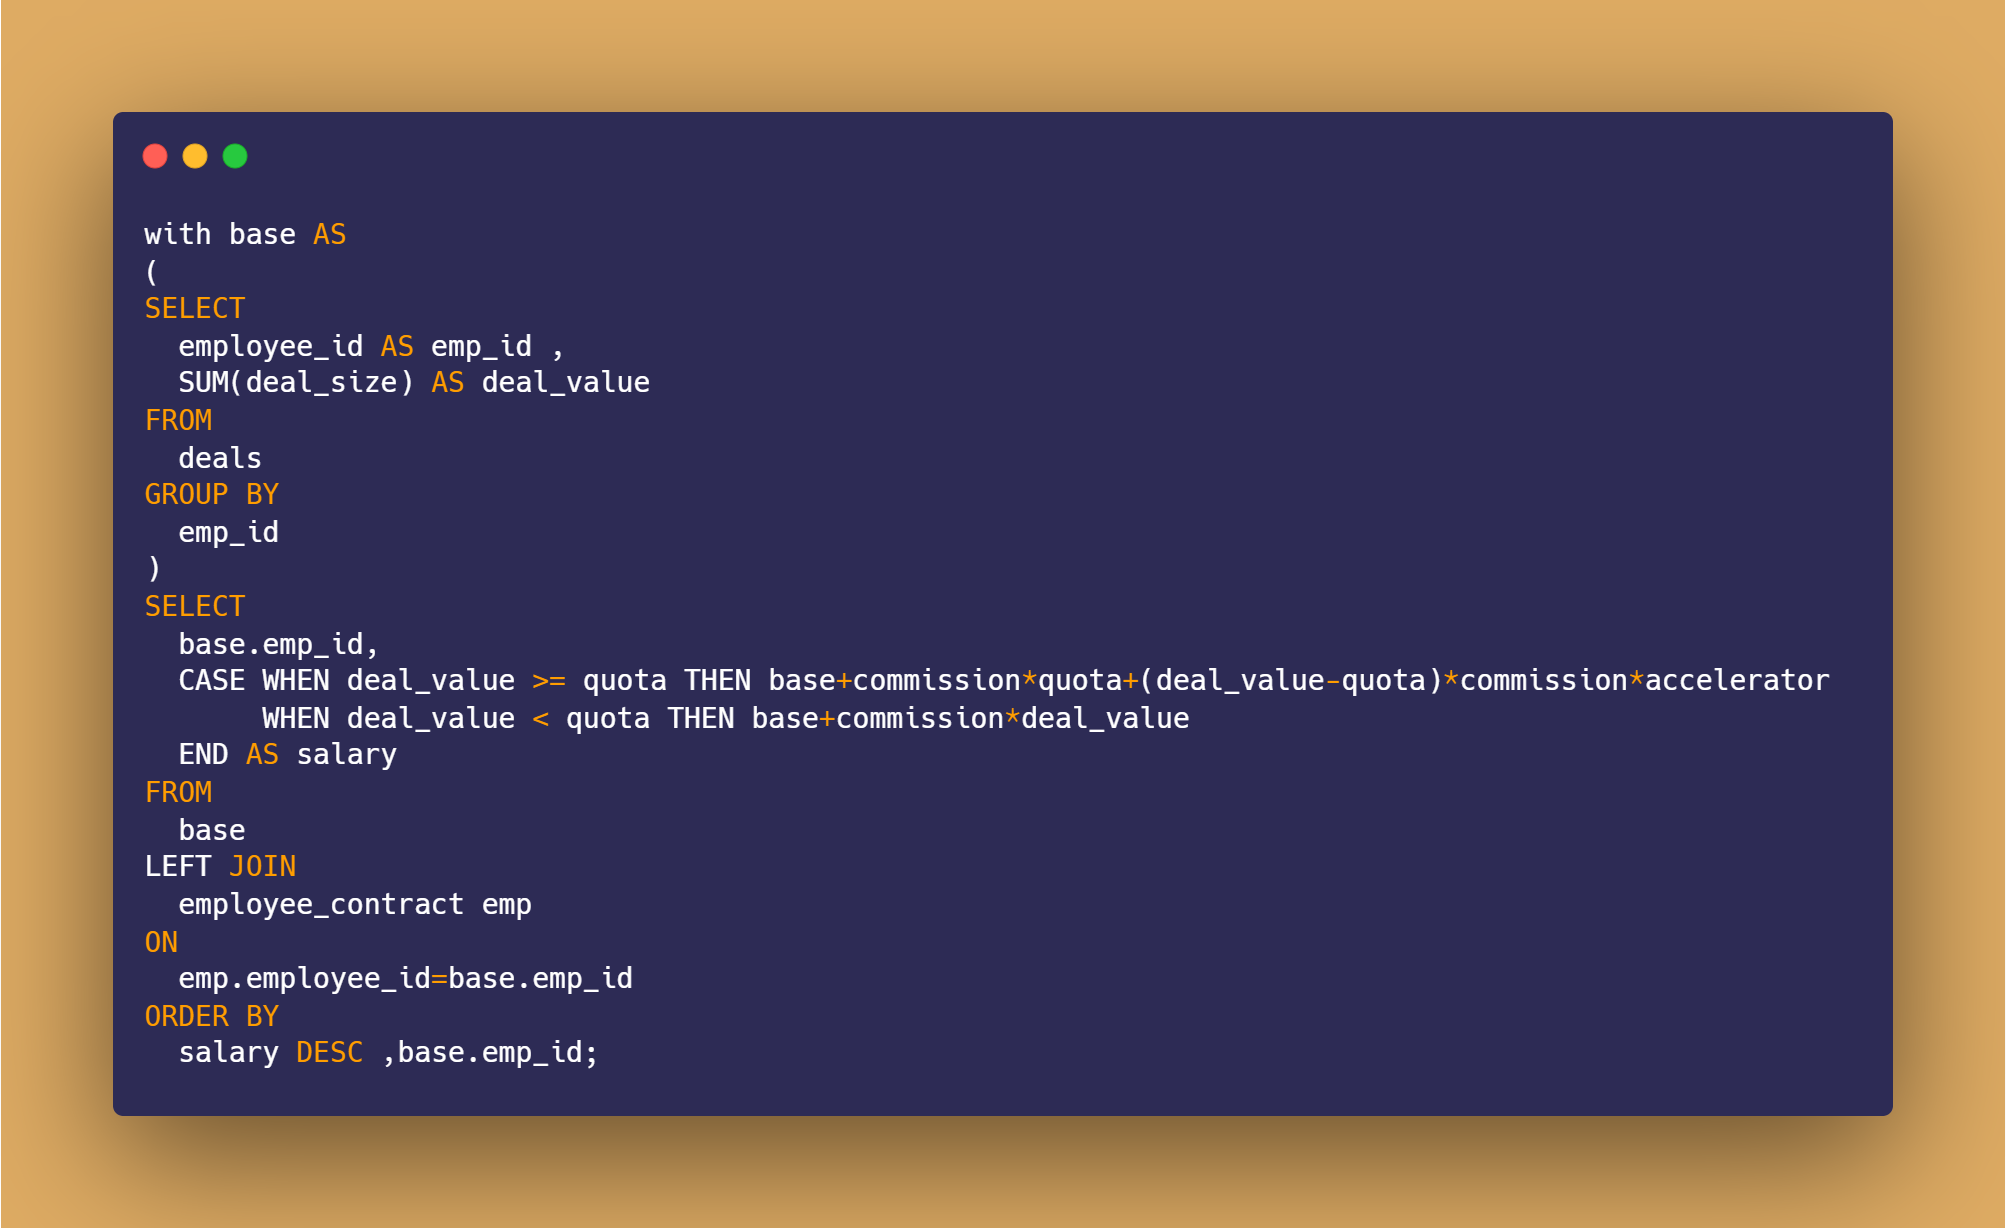 with base AS
(
SELECT
  employee_id AS emp_id ,
  SUM(deal_size) AS deal_value
FROM
  deals
GROUP BY
  emp_id
)
SELECT
  base.emp_id,
  CASE WHEN deal_value >= quota THEN base+commission*quota+(deal_value-quota)*commission*accelerator
       WHEN deal_value < quota THEN base+commission*deal_value
  END AS salary
FROM
  base
LEFT JOIN
  employee_contract emp
ON
  emp.employee_id=base.emp_id
ORDER BY
  salary DESC ,base.emp_id;